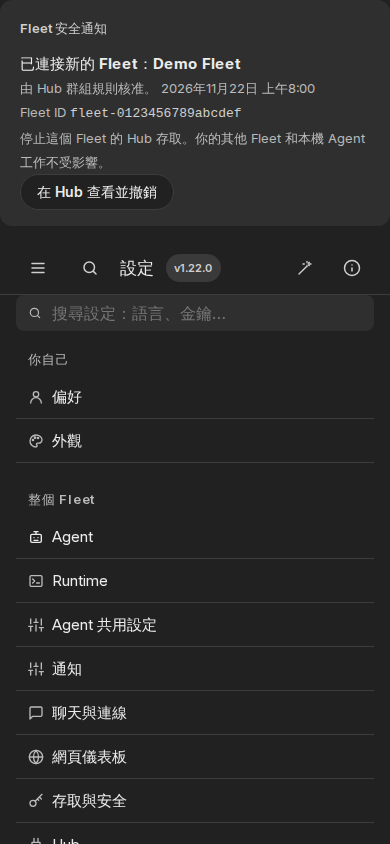 Fleet 安全通知
已連接新的 Fleet：Demo Fleet
由 Hub 群組規則核准。 2026年11月22日 上午8:00
Fleet ID fleet-0123456789abcdef
停止這個 Fleet 的 Hub 存取。你的其他 Fleet 和本機 Agent
工作不受影響。
在 Hub 查看並撤銷
設定 v1.22.0
搜尋設定：語言、金鑰...
你自己
偏好
外觀
整個 Fleet
Agent
Runtime
Agent 共用設定
通知
聊天與連線
網頁儀表板
存取與安全
Hub